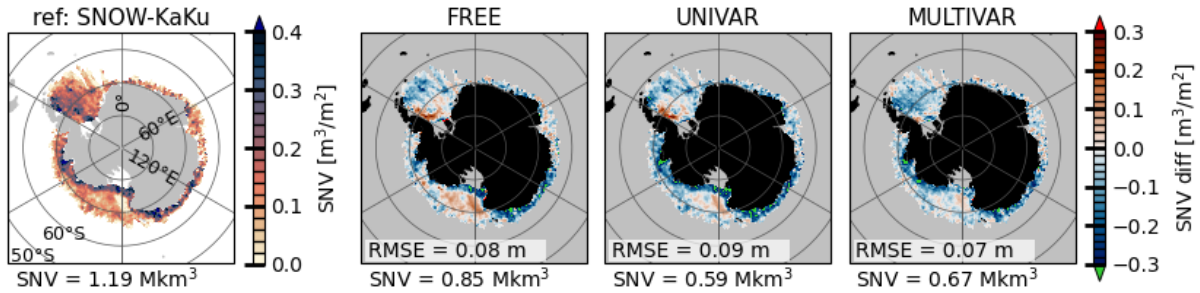 ref: SNOW-KaKu
0°
60°E
120°E
60°S
50°S
SNV = 1.19 Mkm³
0.4
0.3
0.2
0.1
0.0
SNV [m³/m²]
FREE
RMSE = 0.08 m
SNV = 0.85 Mkm³
UNIVAR
RMSE = 0.09 m
SNV = 0.59 Mkm³
MULTIVAR
RMSE = 0.07 m
SNV = 0.67 Mkm³
0.3
0.2
0.1
0.0
−0.1
−0.2
−0.3
SNV diff [m³/m²]